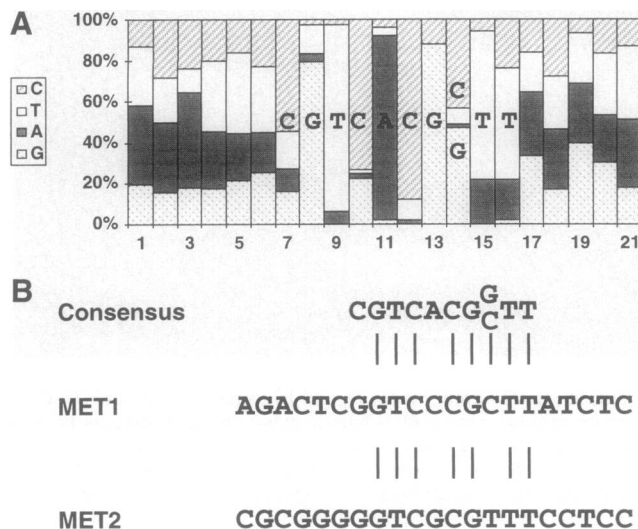 A
100%
80%
60%
40%
20%
0%
C
T
A
G
C G T C A C G C G T T
1 3 5 7 9 11 13 15 17 19 21
B
Consensus CGTCACG G C TT
MET1 AGACTCGGTCCCGCTTATCTC
MET2 CGCGGGGGTCGCGTTTCCTCC